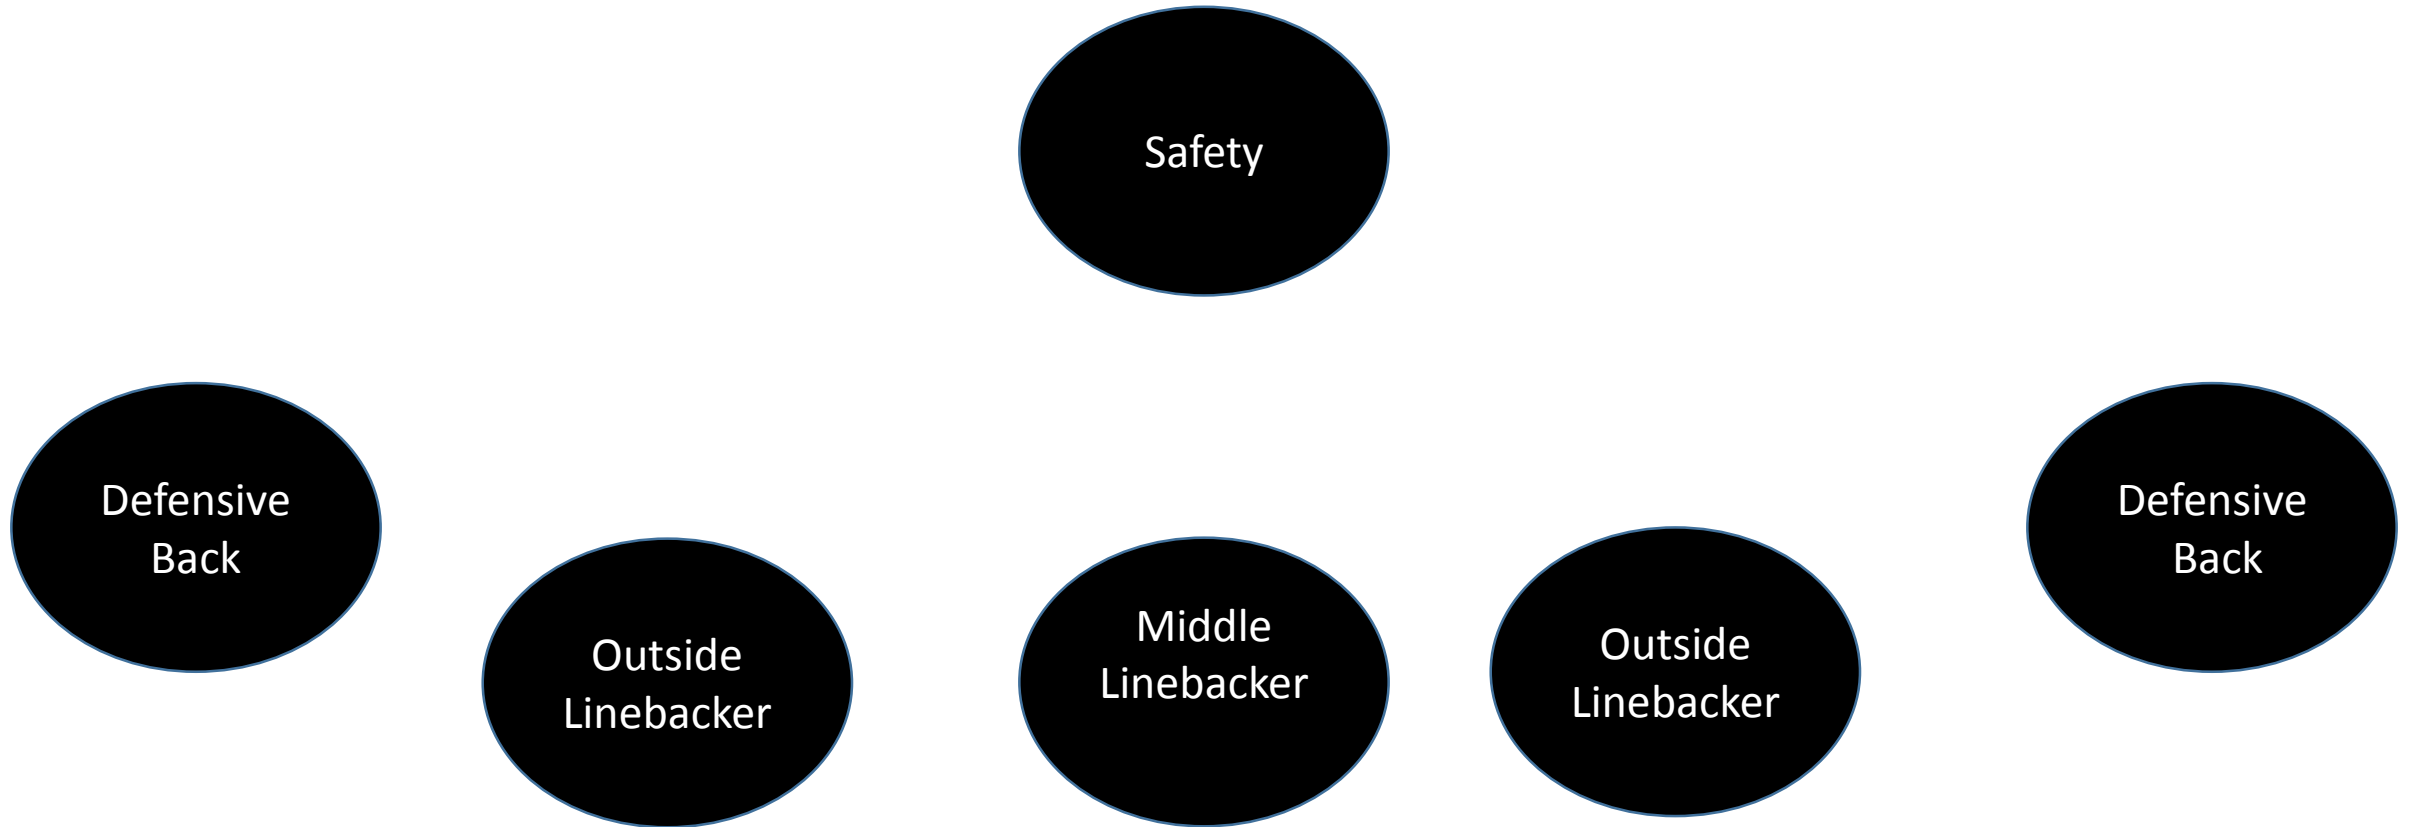 Safety
Defensive
Back
Outside
Linebacker
Middle
Linebacker
Outside
Linebacker
Defensive
Back